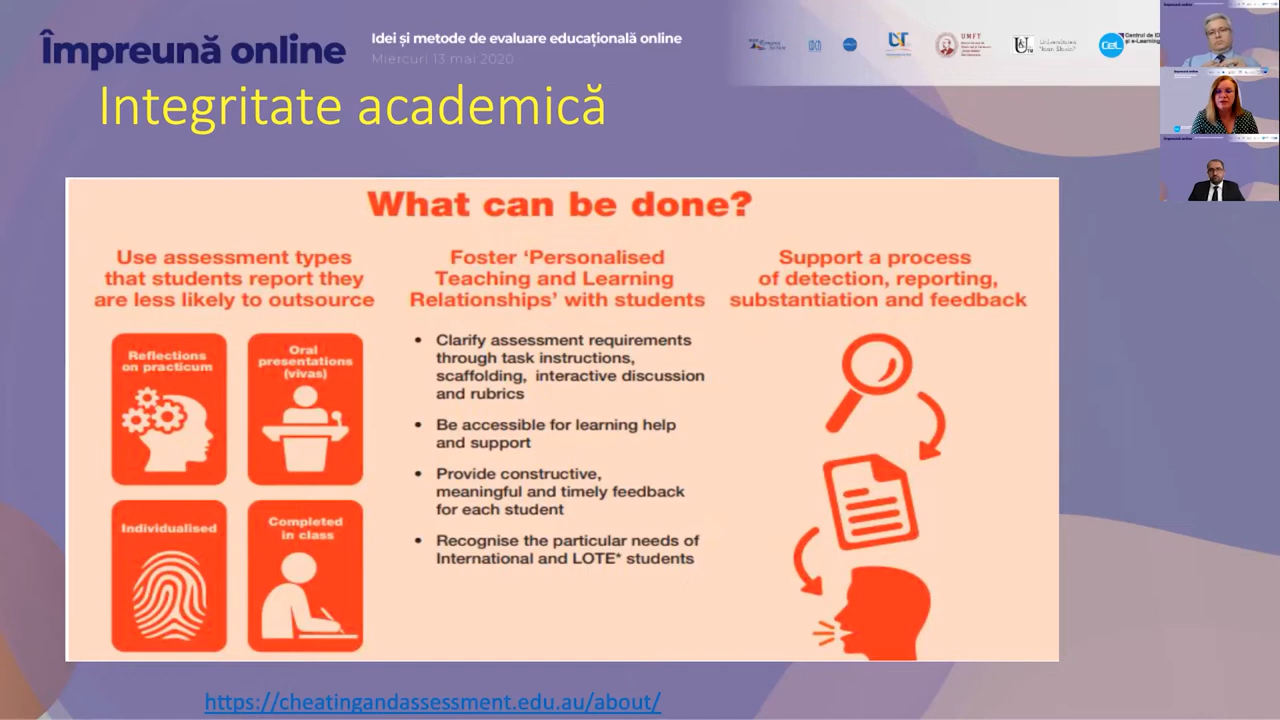 Împreună online
Idei și metode de evaluare educațională online
Miercuri 13 mai 2020
Integritate academică
What can be done?
Use assessment types
that students report they
are less likely to outsource
Reflections
on practicum
Oral
presentations
(vivas)
Individualised
Completed
in class
Foster ‘Personalised
Teaching and Learning
Relationships’ with students
• Clarify assessment requirements
through task instructions,
scaffolding, interactive discussion
and rubrics
• Be accessible for learning help
and support
• Provide constructive,
meaningful and timely feedback
for each student
• Recognise the particular needs of
International and LOTE* students
Support a process
of detection, reporting,
substantiation and feedback
https://cheatingandassessment.edu.au/about/